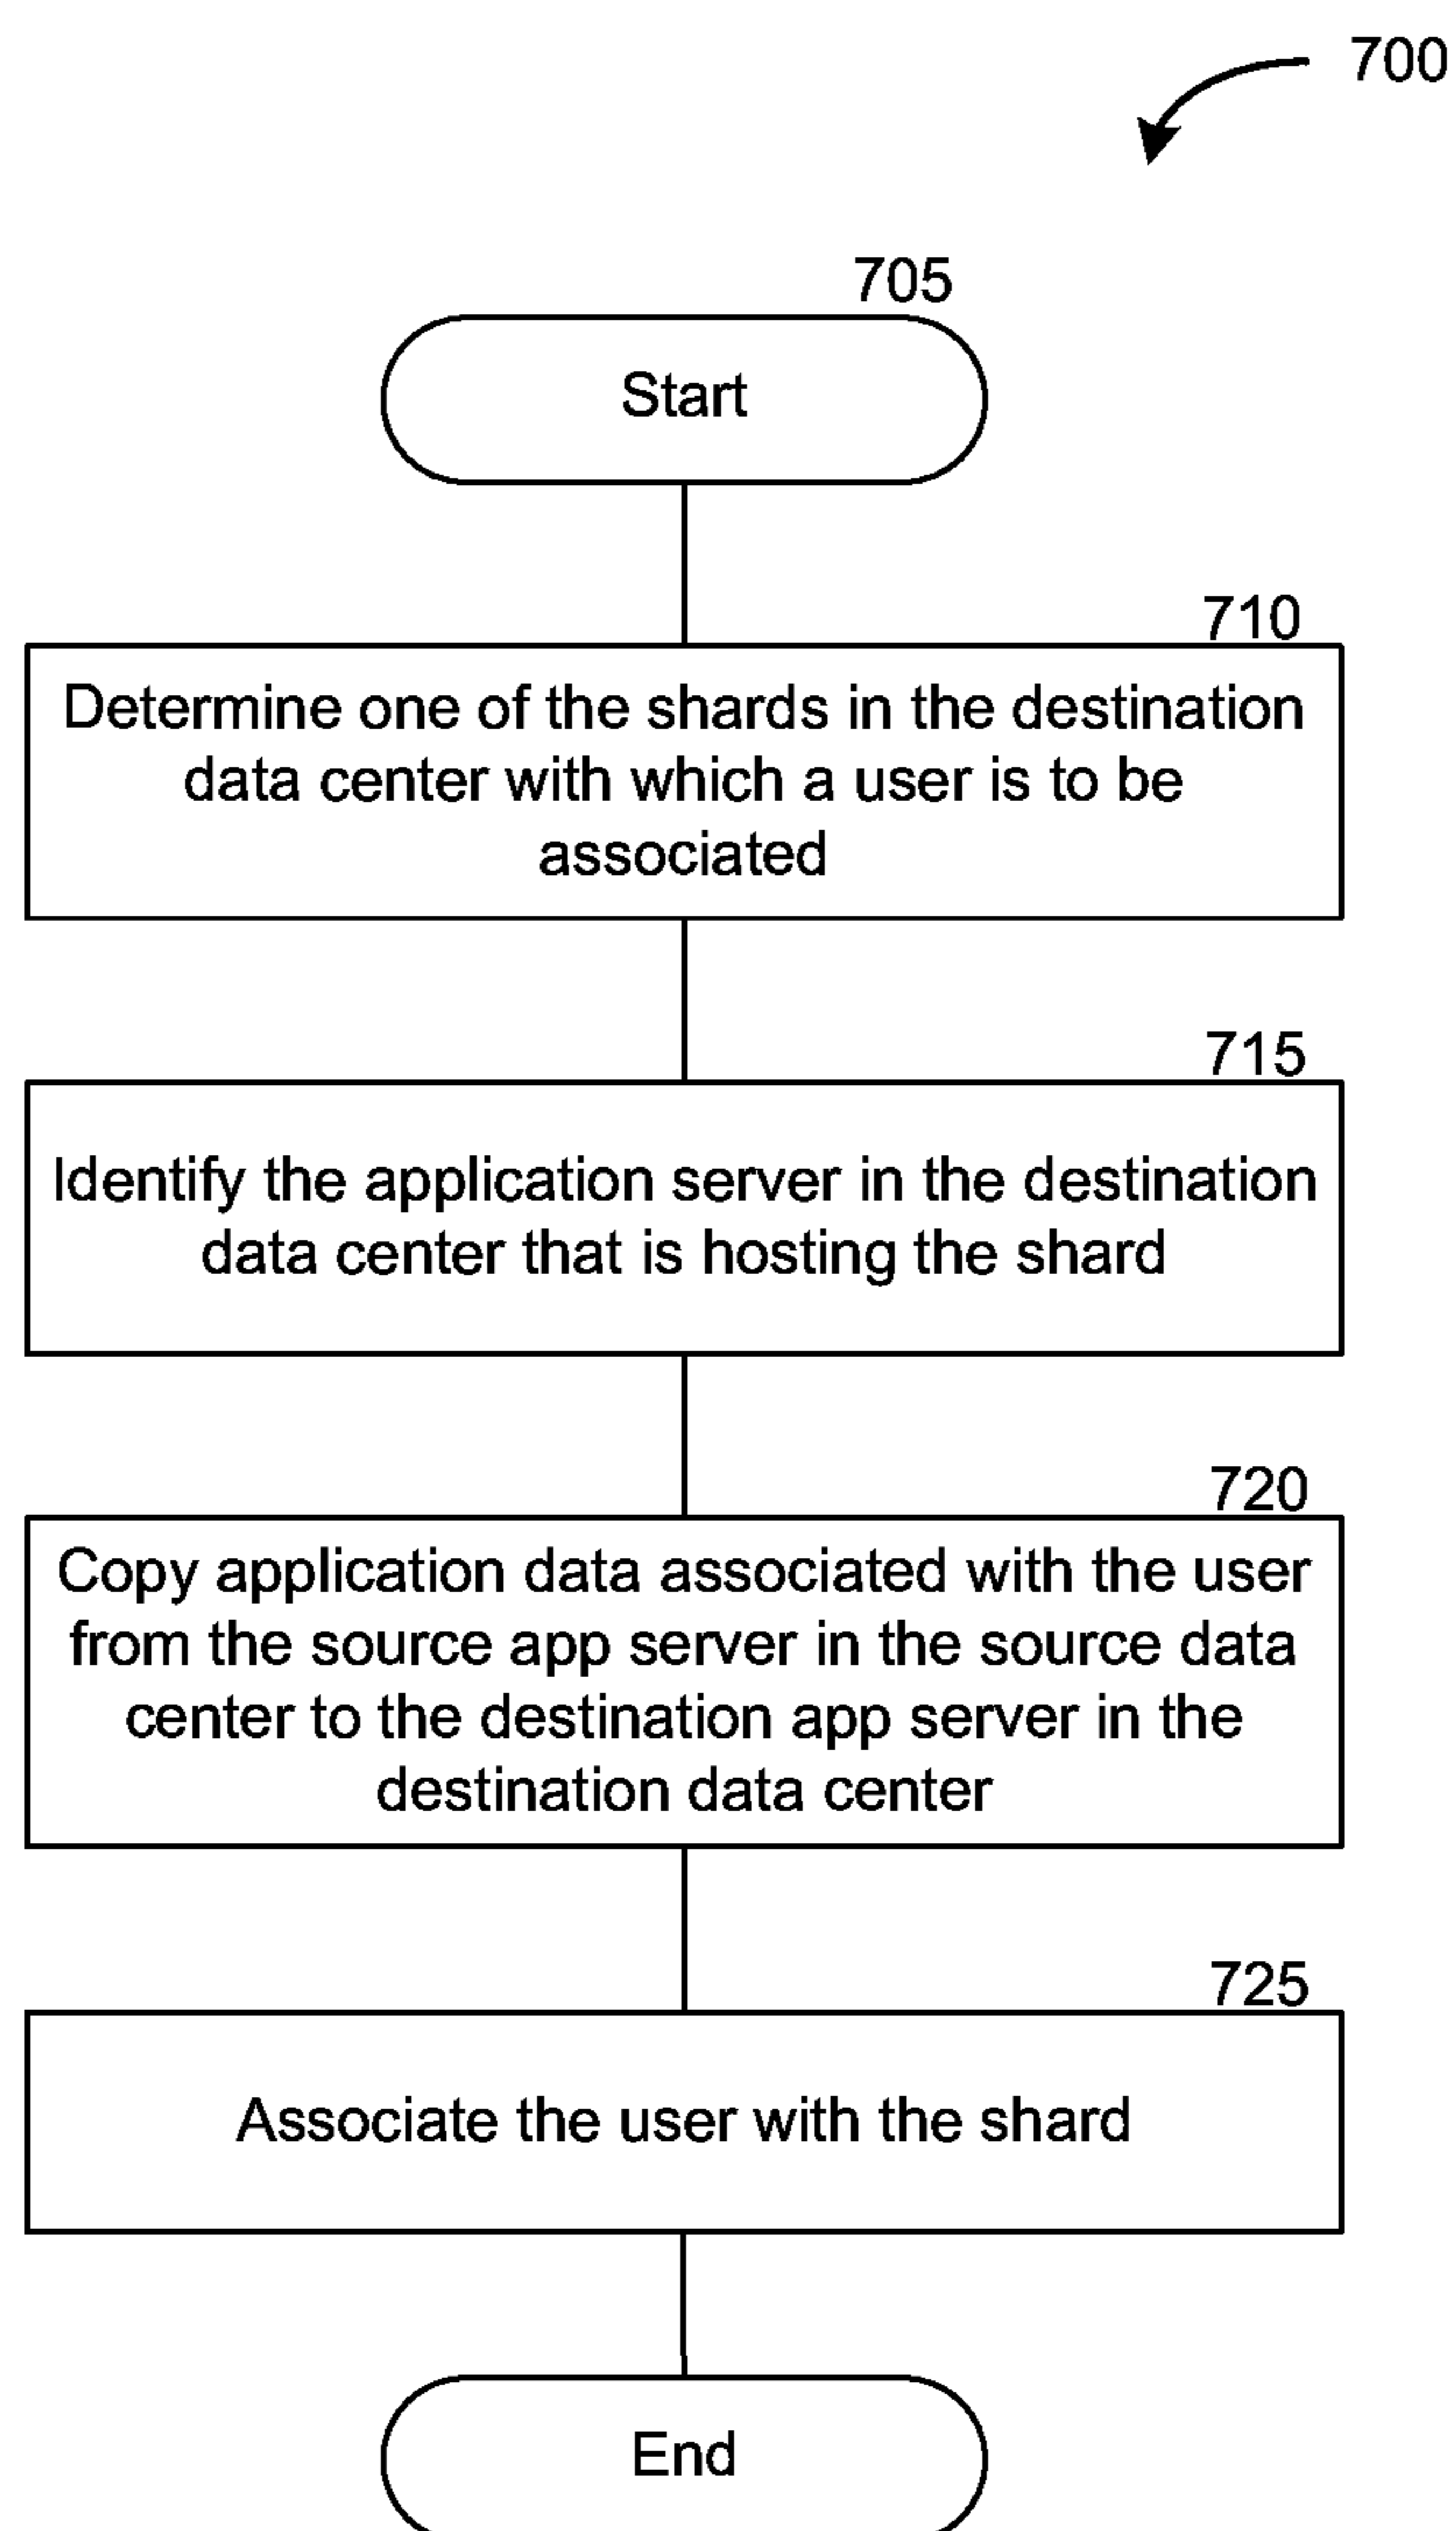 700
705
Start
710
Determine one of the shards in the destination
data center with which a user is to be
associated
715
Identify the application server in the destination
data center that is hosting the shard
720
Copy application data associated with the user
from the source app server in the source data
center to the destination app server in the
destination data center
725
Associate the user with the shard
End